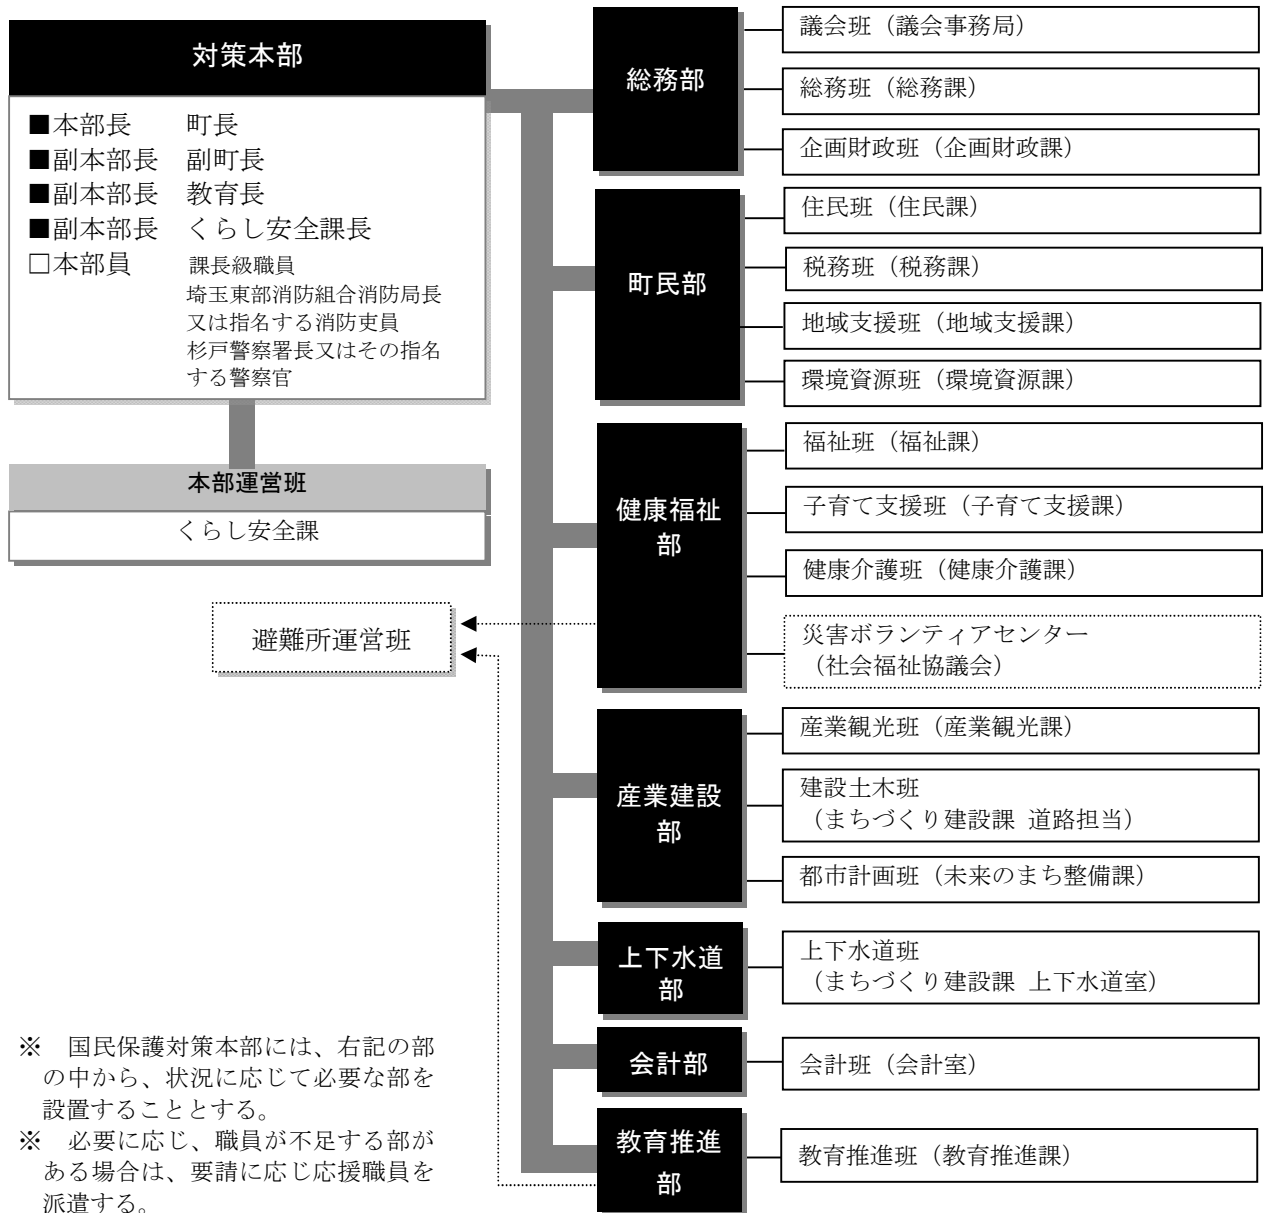 対策本部
■本部長　町長
■副本部長　副町長
■副本部長　教育長
■副本部長　くらし安全課長
□本部員　課長級職員
埼玉東部消防組合消防局長
又は指名する消防吏員
杉戸警察署長又はその指名
する警察官
本部運営班
くらし安全課
避難所運営班
※　国民保護対策本部には、右記の部
の中から、状況に応じて必要な部を
設置することとする。
※　必要に応じ、職員が不足する部が
ある場合は、要請に応じ応援職員を
派遣する。
総務部
議会班（議会事務局）
総務班（総務課）
企画財政班（企画財政課）
町民部
住民班（住民課）
税務班（税務課）
地域支援班（地域支援課）
環境資源班（環境資源課）
健康福祉
部
福祉班（福祉課）
子育て支援班（子育て支援課）
健康介護班（健康介護課）
災害ボランティアセンター
（社会福祉協議会）
産業建設
部
産業観光班（産業観光課）
建設土木班
（まちづくり建設課 道路担当）
都市計画班（未来のまち整備課）
上下水道
部
上下水道班
（まちづくり建設課 上下水道室）
会計部
会計班（会計室）
教育推進
部
教育推進班（教育推進課）